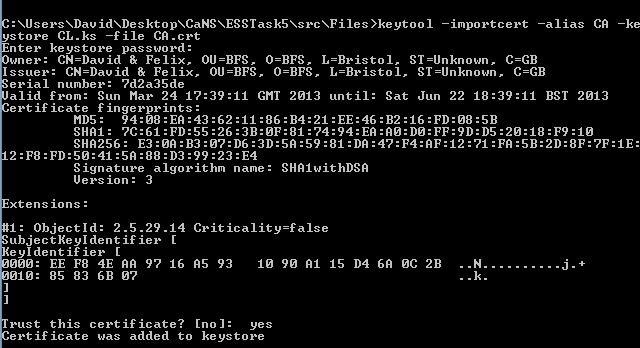 C:\Users\David\Desktop\CaNS\ESSTask5\src\Files>keytool -importcert -alias CA -ke
ystore CL.ks -file CA.crt
Enter keystore password:
Owner: CN=David & Felix, OU=BFS, O=BFS, L=Bristol, ST=Unknown, C=GB
Issuer: CN=David & Felix, OU=BFS, O=BFS, L=Bristol, ST=Unknown, C=GB
Serial number: 7d2a35de
Valid from: Sun Mar 24 17:39:11 GMT 2013 until: Sat Jun 22 18:39:11 BST 2013
Certificate fingerprints:
MD5: 94:08:EA:43:62:11:86:B4:21:EE:46:B2:16:FD:08:5B
SHA1: 7C:61:FD:55:26:3B:0F:81:74:94:EA:A0:D0:FF:9D:D5:20:18:F9:10
SHA256: E3:0A:B3:07:D6:3D:5A:59:81:DA:47:F4:AF:12:71:FA:5B:2D:8F:7F:1E:
12:F8:FD:50:41:5A:88:D3:99:23:E4
Signature algorithm name: SHA1withDSA
Version: 3
Extensions:
#1: ObjectId: 2.5.29.14 Criticality=false
SubjectKeyIdentifier [
KeyIdentifier [
0000: EE F8 4E AA 97 16 A5 93 10 90 A1 15 D4 6A 0C 2B ..N..........j.+
0010: 85 83 6B 07 ..k.
]
]
Trust this certificate? [no]: yes
Certificate was added to keystore